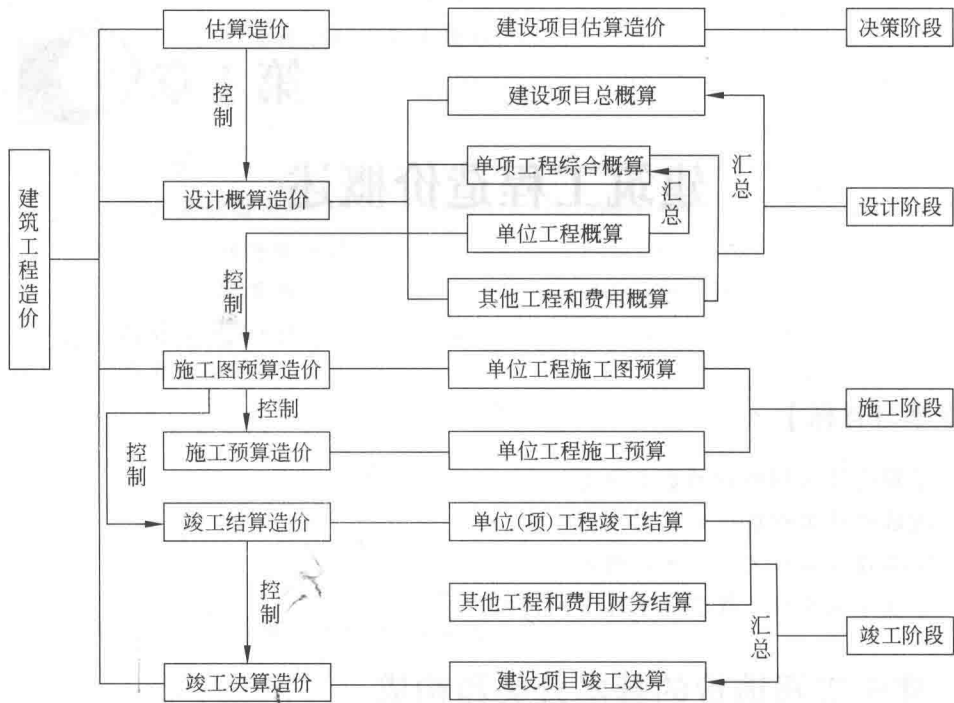 估算造价
建设项目估算造价
决策阶段
控制
建设项目总概算
单项工程综合概算
汇总
汇总
建筑工程造价
设计概算造价
设计阶段
单位工程概算
控制
其他工程和费用概算
施工图预算造价
单位工程施工图预算
控制
施工阶段
控制
施工预算造价
单位工程施工预算
竣工结算造价
单位(项)工程竣工结算
控制
其他工程和费用财务结算
汇总
竣工阶段
竣工决算造价
建设项目竣工决算